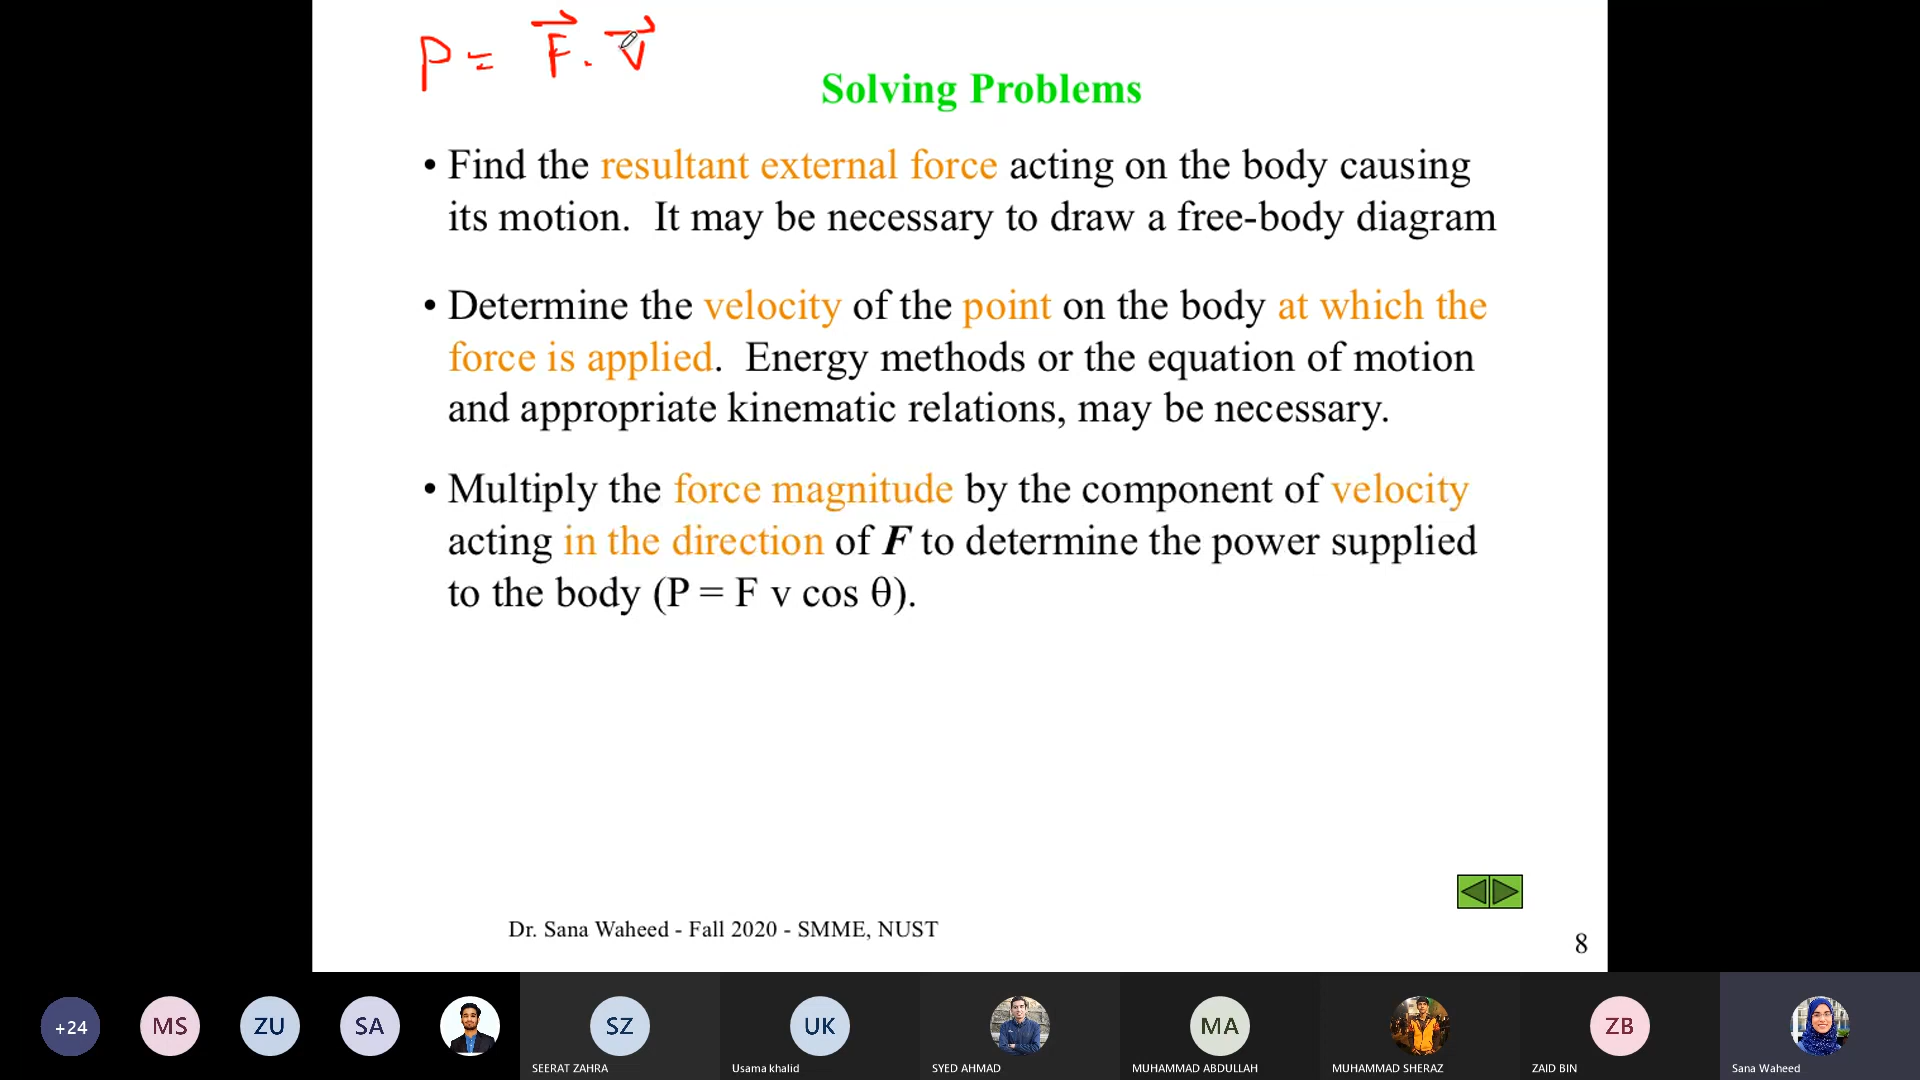 P = F . V
Solving Problems
• Find the resultant external force acting on the body causing
its motion. It may be necessary to draw a free-body diagram
• Determine the velocity of the point on the body at which the
force is applied. Energy methods or the equation of motion
and appropriate kinematic relations, may be necessary.
• Multiply the force magnitude by the component of velocity
acting in the direction of F to determine the power supplied
to the body (P = F v cos θ).
Dr. Sana Waheed - Fall 2020 - SMME, NUST
8
+24 MS ZU SA SZ UK MA ZB
SEERAT ZAHRA Usama khalid SYED AHMAD MUHAMMAD ABDULLAH MUHAMMAD SHERAZ ZAID BIN Sana Waheed